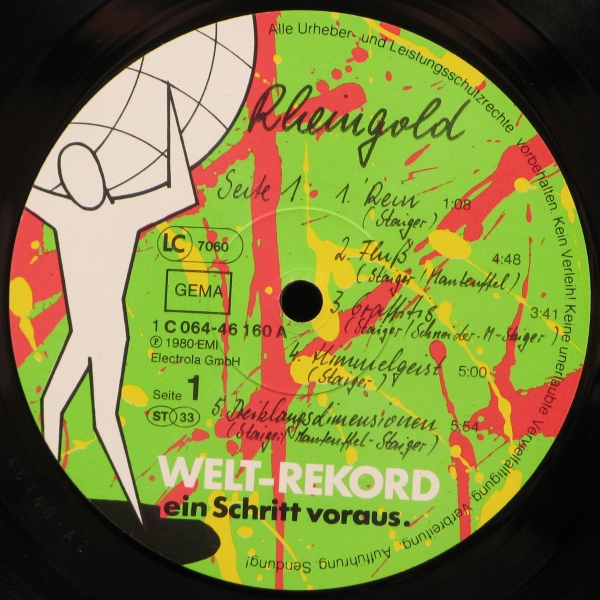 Alle Urheber- und Leistungsschutzrechte vorbehalten. Kein Verleih! Keine unerlaubte Vervielfältigung, Verbreitung, Aufführung, Sendung!
Rheingold
Seite 1 1. Rein 1:08
(Staiger)
2. Fluß 4:48
(Staiger / Manteuffel)
3. Graffitis 3:41
(Staiger / Schneider-M-Staiger)
4. Himmelgeist 5:00
(Staiger)
5. Dreiklangsdimensionen 5:54
(Staiger / Manteuffel-Staiger)
LC 7060
GEMA
1 C 064-46 160 A
Ⓟ 1980 EMI
Electrola GmbH
Seite 1
ST 33
WELT-REKORD
ein Schritt voraus.